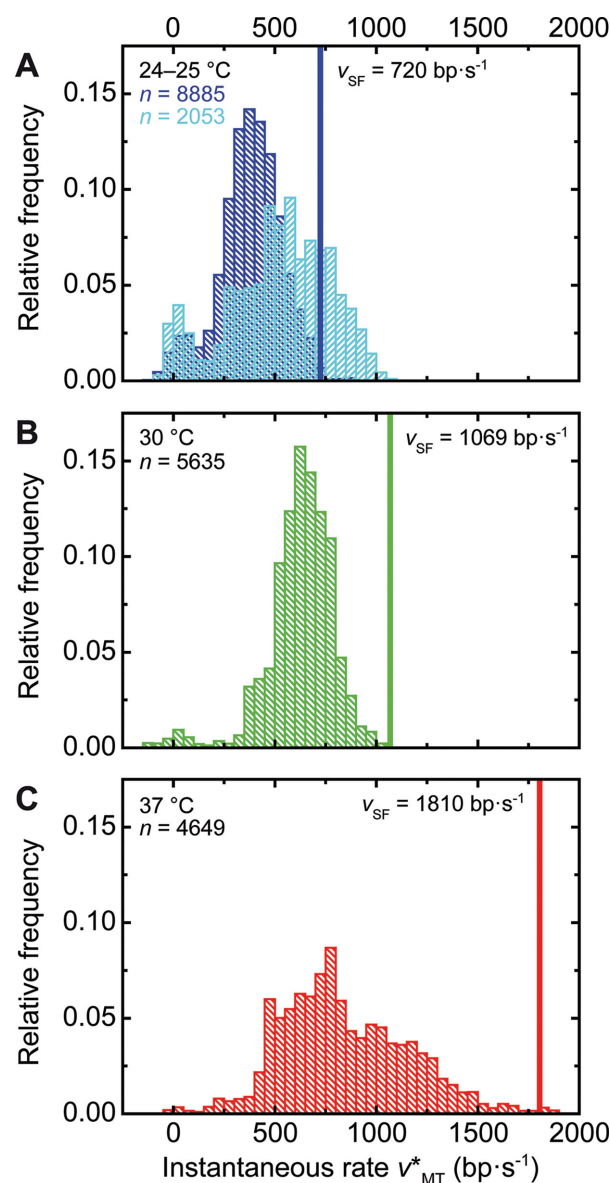 0 500 1000 1500 2000
A
24–25 °C
n = 8885
n = 2053
vSF = 720 bp·s-1
0.15
0.10
0.05
0.00
Relative frequency
B
30 °C
n = 5635
vSF = 1069 bp·s-1
0.15
0.10
0.05
0.00
Relative frequency
C
37 °C
n = 4649
vSF = 1810 bp·s-1
0.15
0.10
0.05
0.00
Relative frequency
0 500 1000 1500 2000
Instantaneous rate v*MT (bp·s-1)